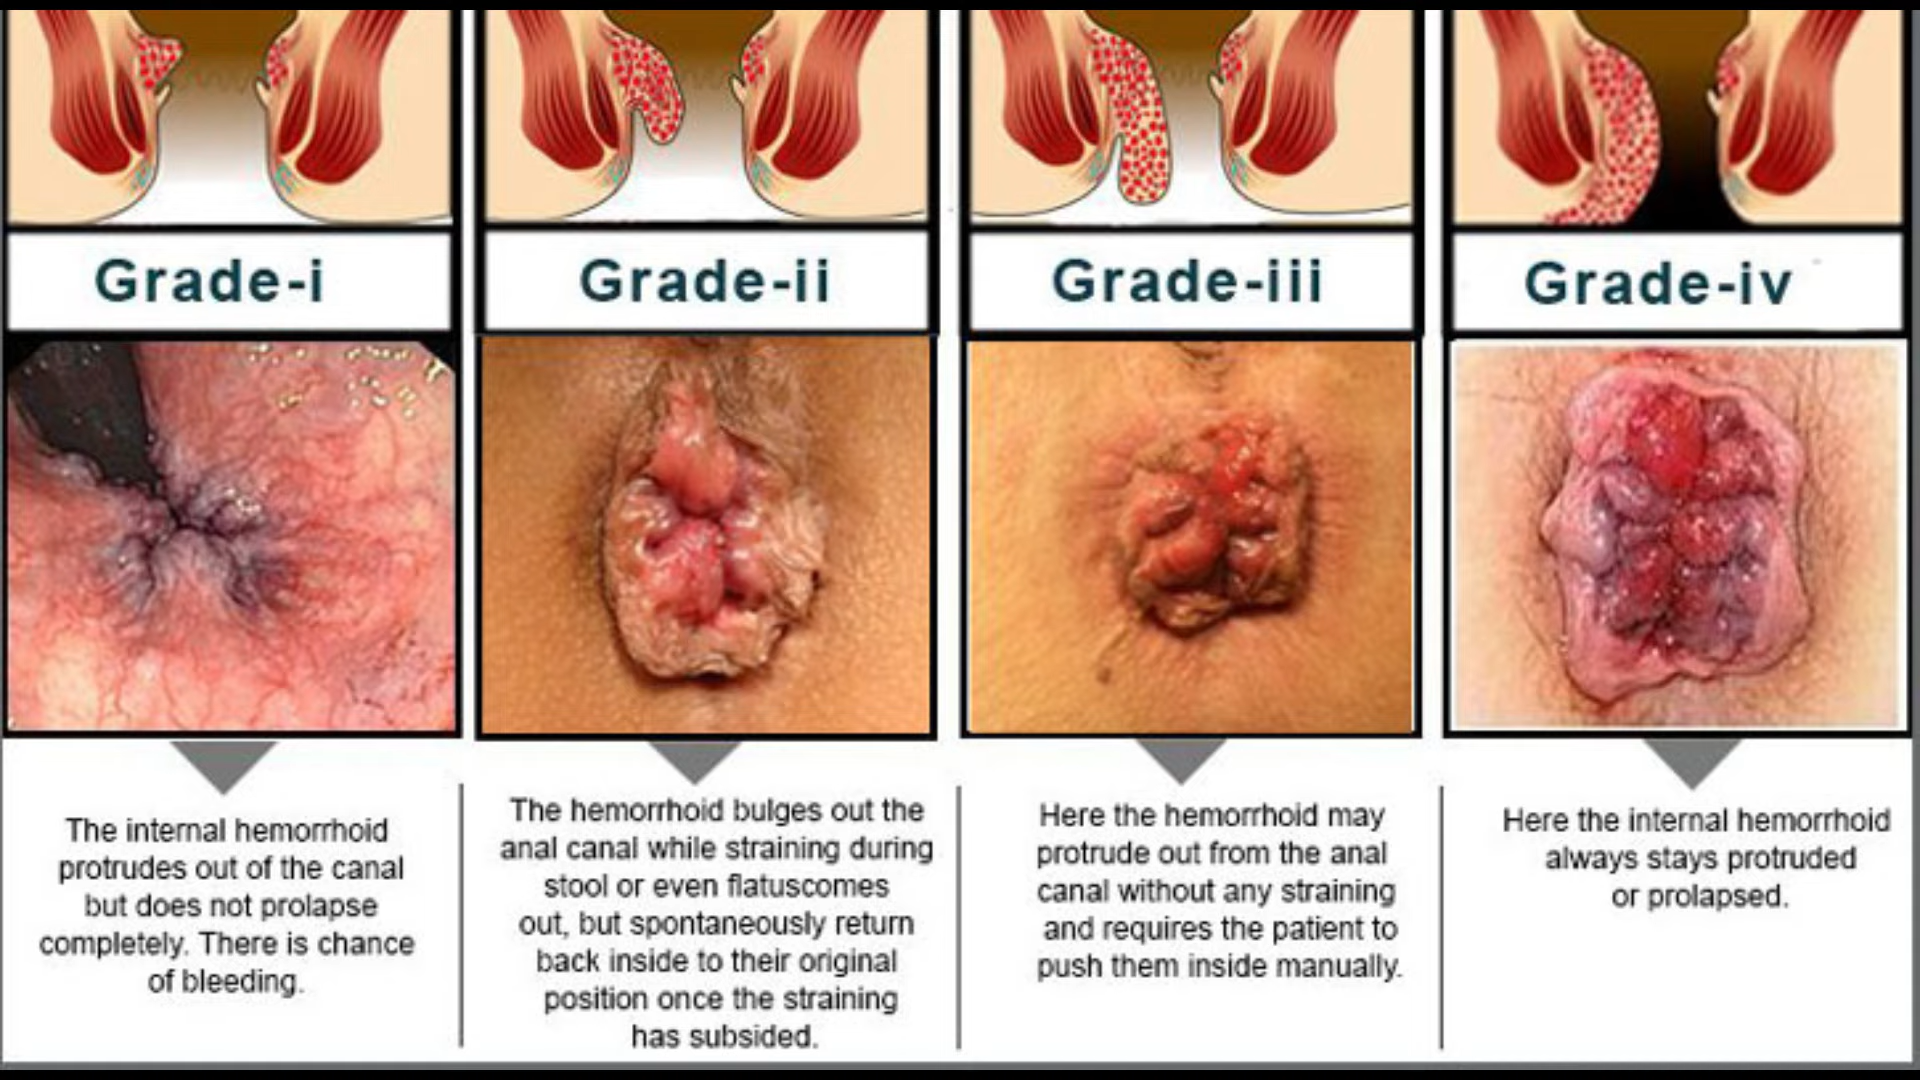 Grade-i
Grade-ii
Grade-iii
Grade-iv
The internal hemorrhoid
protrudes out of the canal
but does not prolapse
completely. There is chance
of bleeding.
The hemorrhoid bulges out the
anal canal while straining during
stool or even flatuscomes
out, but spontaneously return
back inside to their original
position once the straining
has subsided.
Here the hemorrhoid may
protrude out from the anal
canal without any straining
and requires the patient to
push them inside manually.
Here the internal hemorrhoid
always stays protruded
or prolapsed.